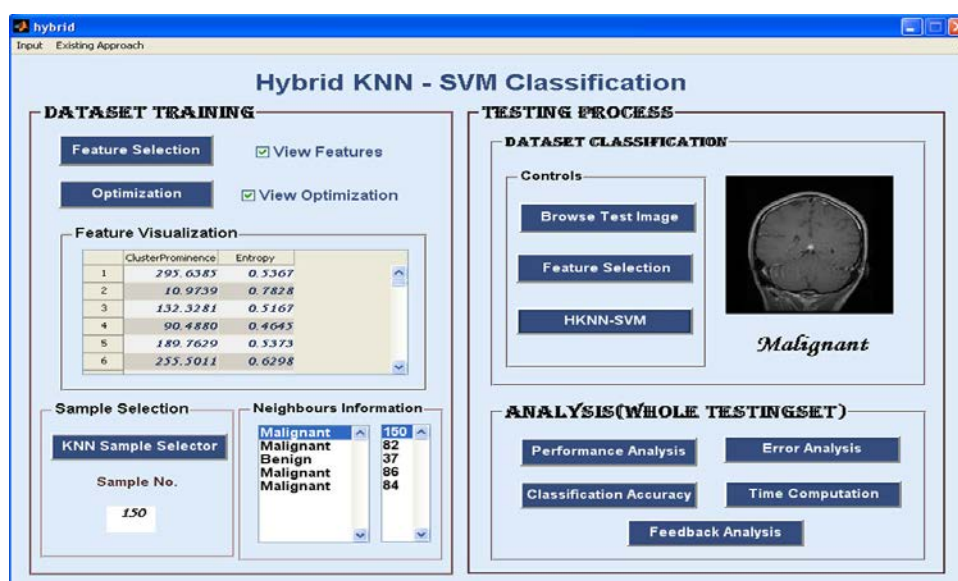 hybrid
Input Existing Approach
Hybrid KNN - SVM Classification
DATASET TRAINING
Feature Selection
View Features
Optimization
View Optimization
Feature Visualization
ClusterProminence Entropy
1 295.6385 0.5367
2 10.9739 0.7828
3 132.3281 0.5167
4 90.4880 0.4645
5 189.7629 0.5373
6 255.5011 0.6298
Sample Selection
KNN Sample Selector
Sample No.
150
Neighbours Information
Malignant 150
Malignant 82
Benign 37
Malignant 86
Malignant 84
TESTING PROCESS
DATASET CLASSIFICATION
Controls
Browse Test Image
Feature Selection
HKNN-SVM
Malignant
ANALYSIS(WHOLE TESTINGSET)
Performance Analysis
Error Analysis
Classification Accuracy
Time Computation
Feedback Analysis